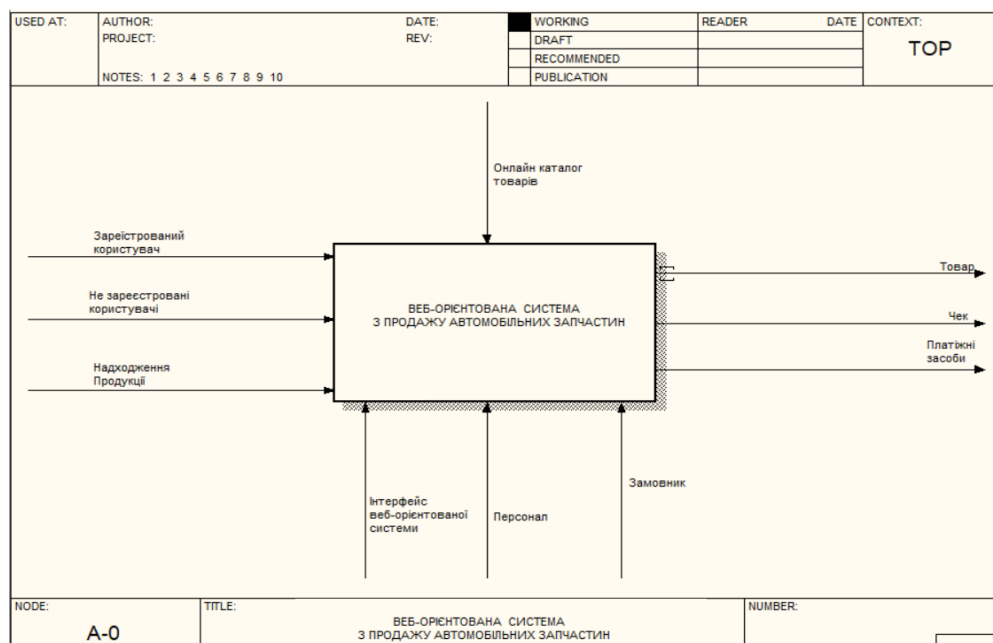 USED AT:
AUTHOR:
DATE:
WORKING
READER
DATE
CONTEXT:
PROJECT:
REV:
DRAFT
TOP
RECOMMENDED
NOTES: 1 2 3 4 5 6 7 8 9 10
PUBLICATION
Онлайн каталог
товарів
Зареїстрований
користувач
Не зареєстровані
користувачі
Надходження
Продукції
ВЕБ-ОРІЄНТОВАНА СИСТЕМА
З ПРОДАЖУ АВТОМОБІЛЬНИХ ЗАПЧАСТИН
Товар
Чек
Платіжні
засоби
Інтерфейс
веб-орієнтованої
системи
Персонал
Замовник
NODE:
TITLE:
NUMBER:
A-0
ВЕБ-ОРІЄНТОВАНА СИСТЕМА
З ПРОДАЖУ АВТОМОБІЛЬНИХ ЗАПЧАСТИН